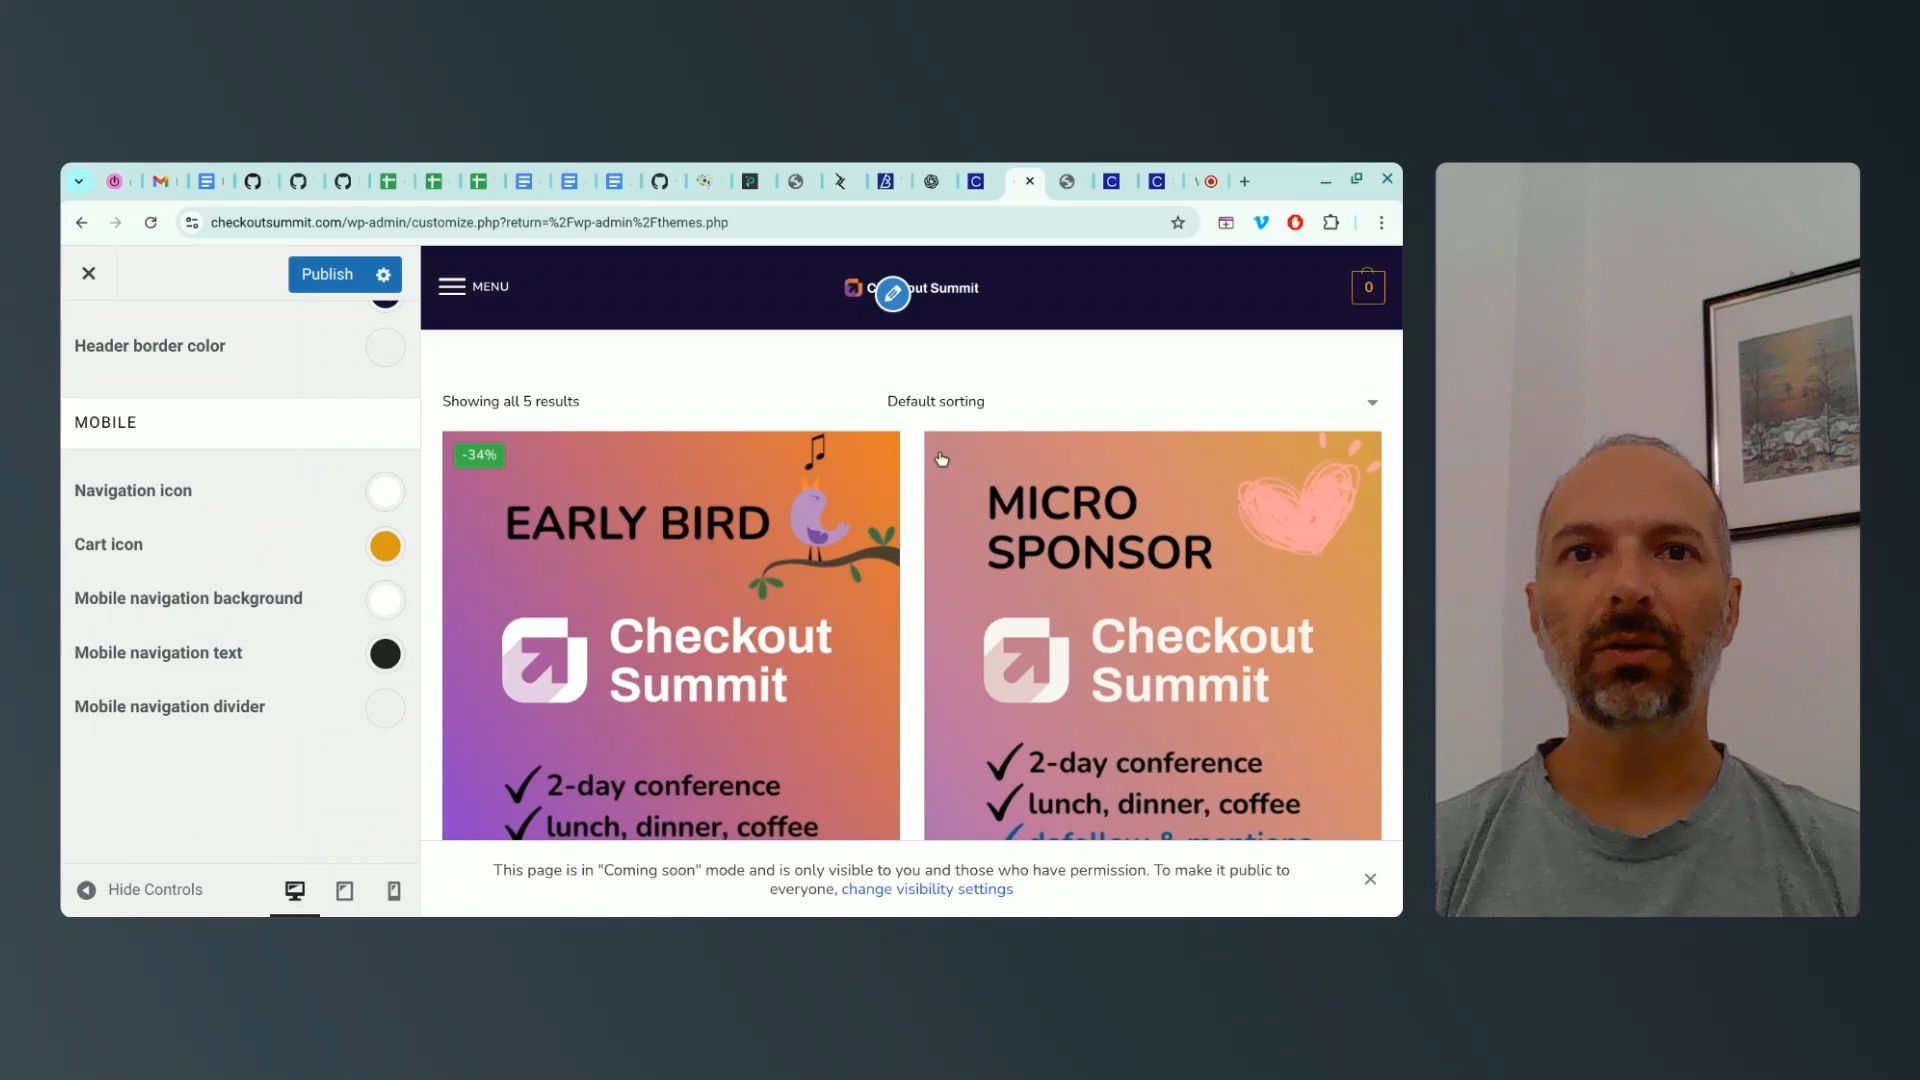 checkoutsummit.com/wp-admin/customize.php?return=%2Fwp-admin%2Fthemes.php
Publish
Header border color
MOBILE
Navigation icon
Cart icon
Mobile navigation background
Mobile navigation text
Mobile navigation divider
Hide Controls
MENU
out Summit
0
Showing all 5 results
Default sorting
-34%
EARLY BIRD
Checkout
Summit
2-day conference
lunch, dinner, coffee
MICRO
SPONSOR
Checkout
Summit
2-day conference
lunch, dinner, coffee
This page is in "Coming soon" mode and is only visible to you and those who have permission. To make it public to
everyone, change visibility settings